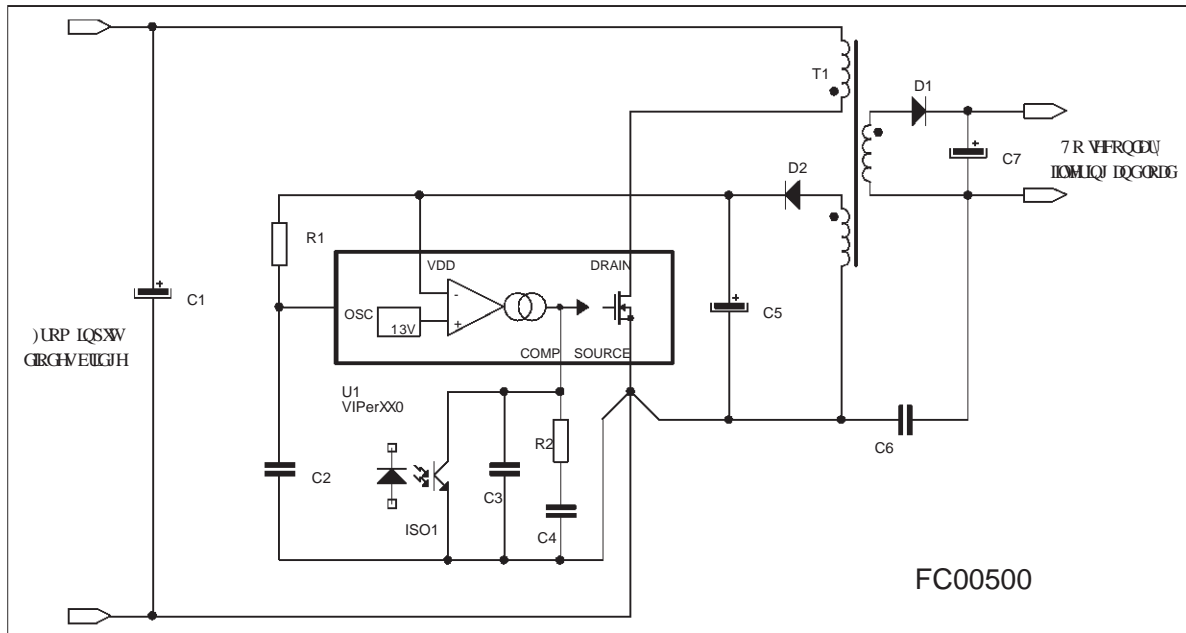 T1
D1
C7
D2
R1
VDD
DRAIN
C1
OSC
-
+
13V
C5
COMP
SOURCE
U1
VIPerXX0
R2
C6
C2
C3
ISO1
C4
FC00500